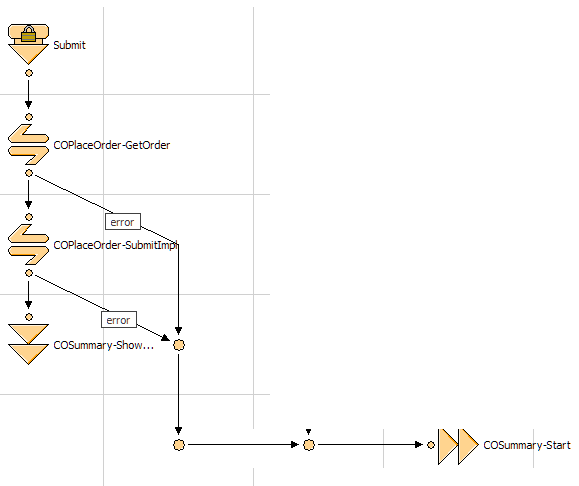 Submit
COPlaceOrder-GetOrder
error
COPlaceOrder-SubmitImpl
error
COSummary-Show...
COSummary-Start